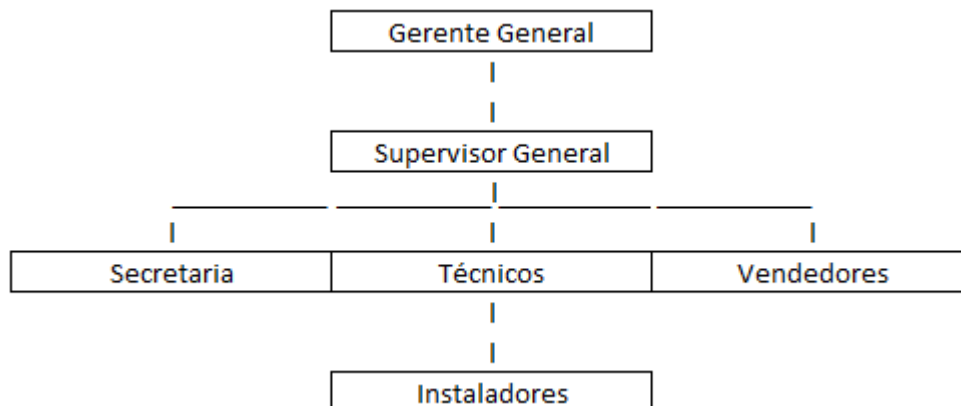 Gerente General
Supervisor General
Secretaria
Técnicos
Vendedores
Instaladores